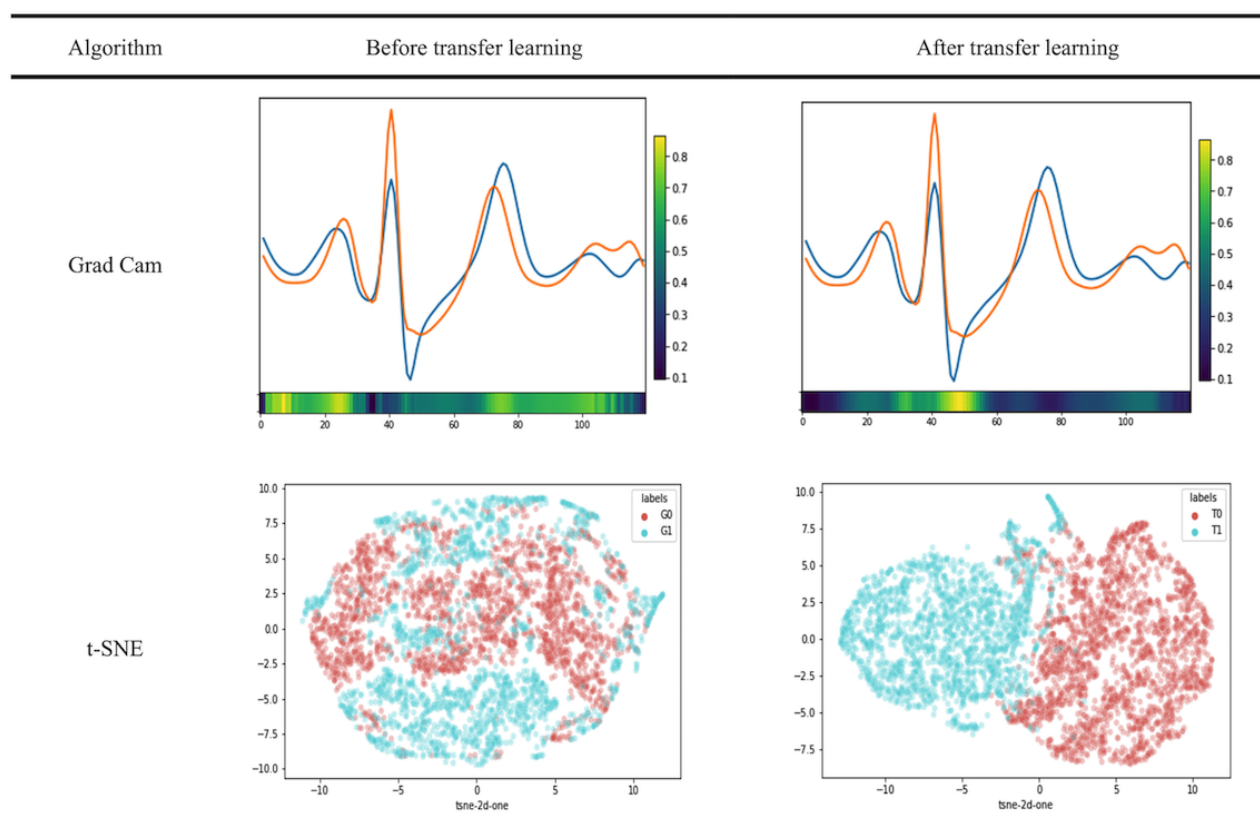 Algorithm Before transfer learning After transfer learning
Grad Cam
0.8
0.7
0.6
0.5
0.4
0.3
0.2
0.1
0 20 40 60 80 100
0.8
0.7
0.6
0.5
0.4
0.3
0.2
0.1
0 20 40 60 80 100
t-SNE
10.0
7.5
5.0
2.5
0.0
−2.5
−5.0
−7.5
−10.0
−10 −5 0 5 10
tsne-2d-one
labels
G0
G1
10.0
7.5
5.0
2.5
0.0
−2.5
−5.0
−7.5
−10 −5 0 5 10
tsne-2d-one
labels
T0
T1